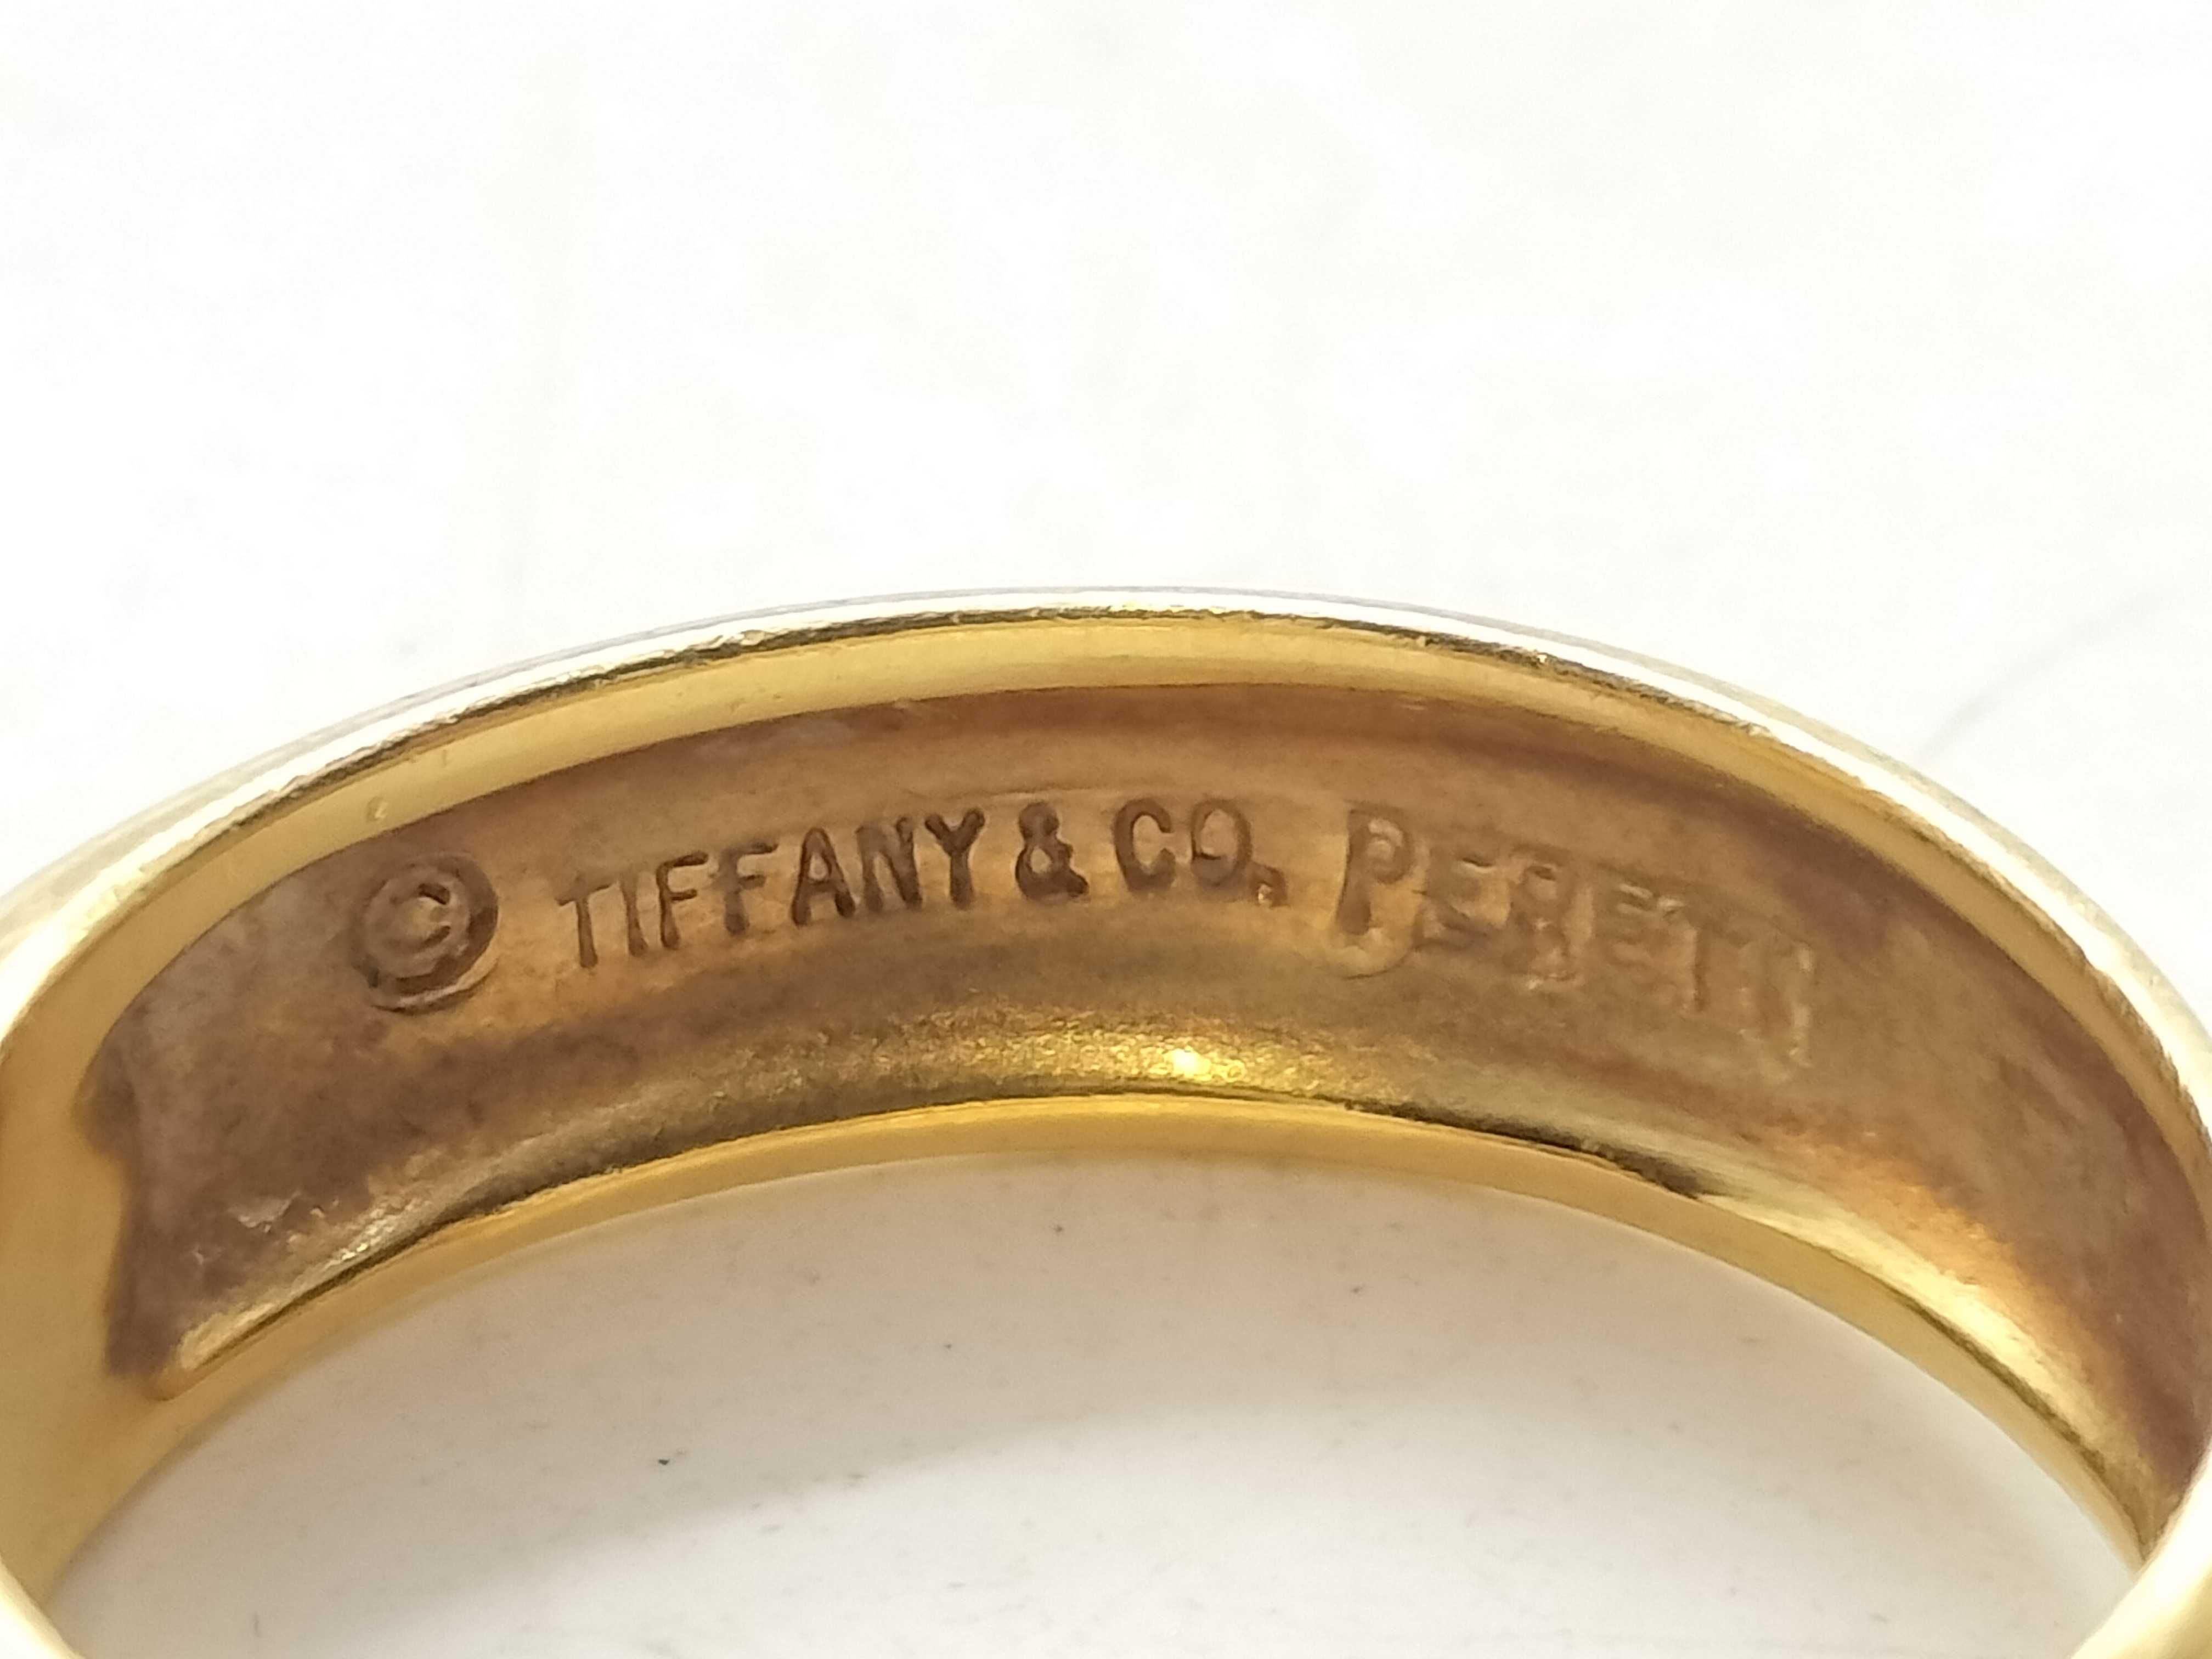 © TIFFANY & CO. PERETTI